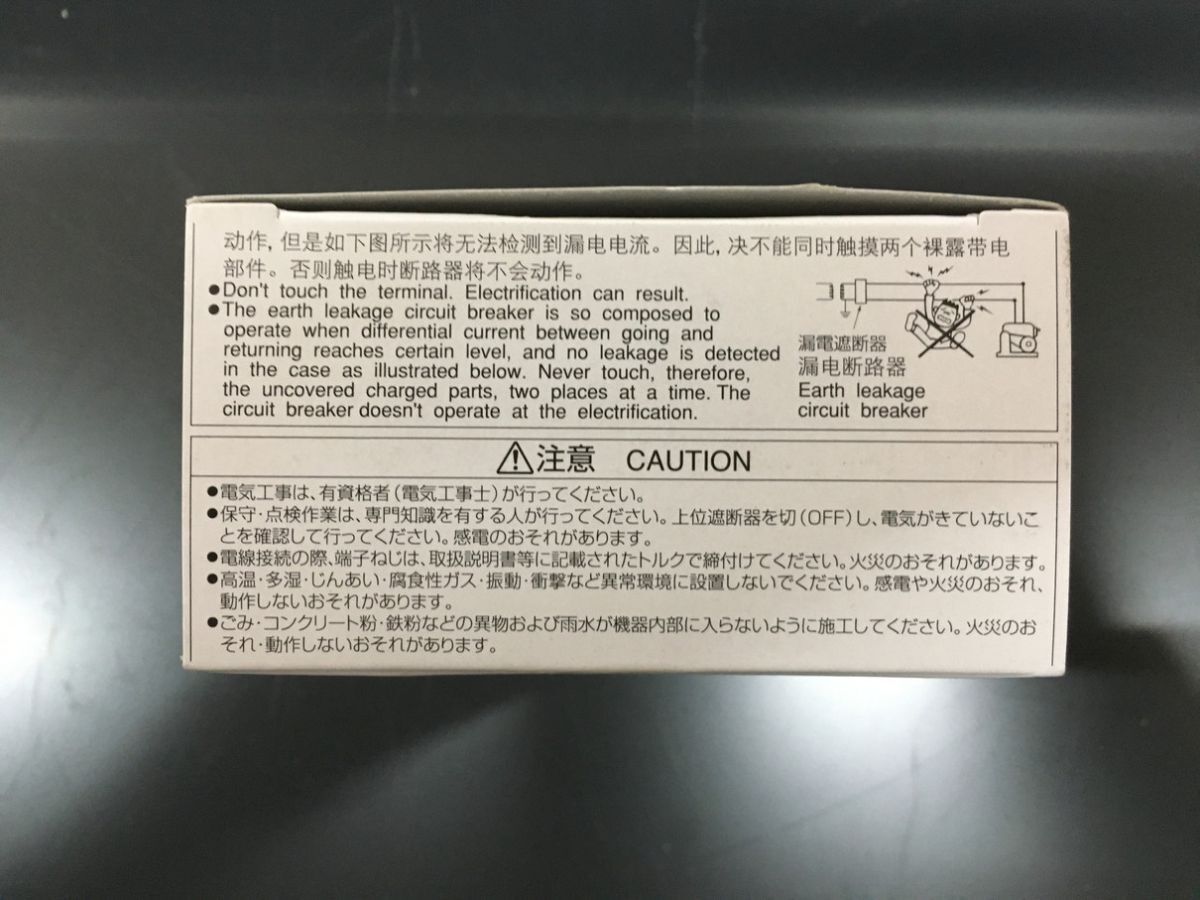 动作, 但是如下图所示将无法检测到漏电电流。因此, 决不能同时触摸两个裸露带电
部件。否则触电时断路器将不会动作。
●Don't touch the terminal. Electrification can result.
●The earth leakage circuit breaker is so composed to
operate when differential current between going and
returning reaches certain level, and no leakage is detected
in the case as illustrated below. Never touch, therefore,
the uncovered charged parts, two places at a time. The
circuit breaker doesn't operate at the electrification.
漏電遮断器
漏电断路器
Earth leakage
circuit breaker
⚠注意 CAUTION
●電気工事は、有資格者(電気工事士)が行ってください。
●保守・点検作業は、専門知識を有する人が行ってください。上位遮断器を切(OFF)し、電気がきていないこ
とを確認して行ってください。感電のおそれがあります。
●電線接続の際、端子ねじは、取扱説明書等に記載されたトルクで締付けてください。火災のおそれがあります。
●高温・多湿・じんあい・腐食性ガス・振動・衝撃など異常環境に設置しないでください。感電や火災のおそれ、
動作しないおそれがあります。
●ごみ・コンクリート粉・鉄粉などの異物および雨水が機器内部に入らないように施工してください。火災のお
それ・動作しないおそれがあります。